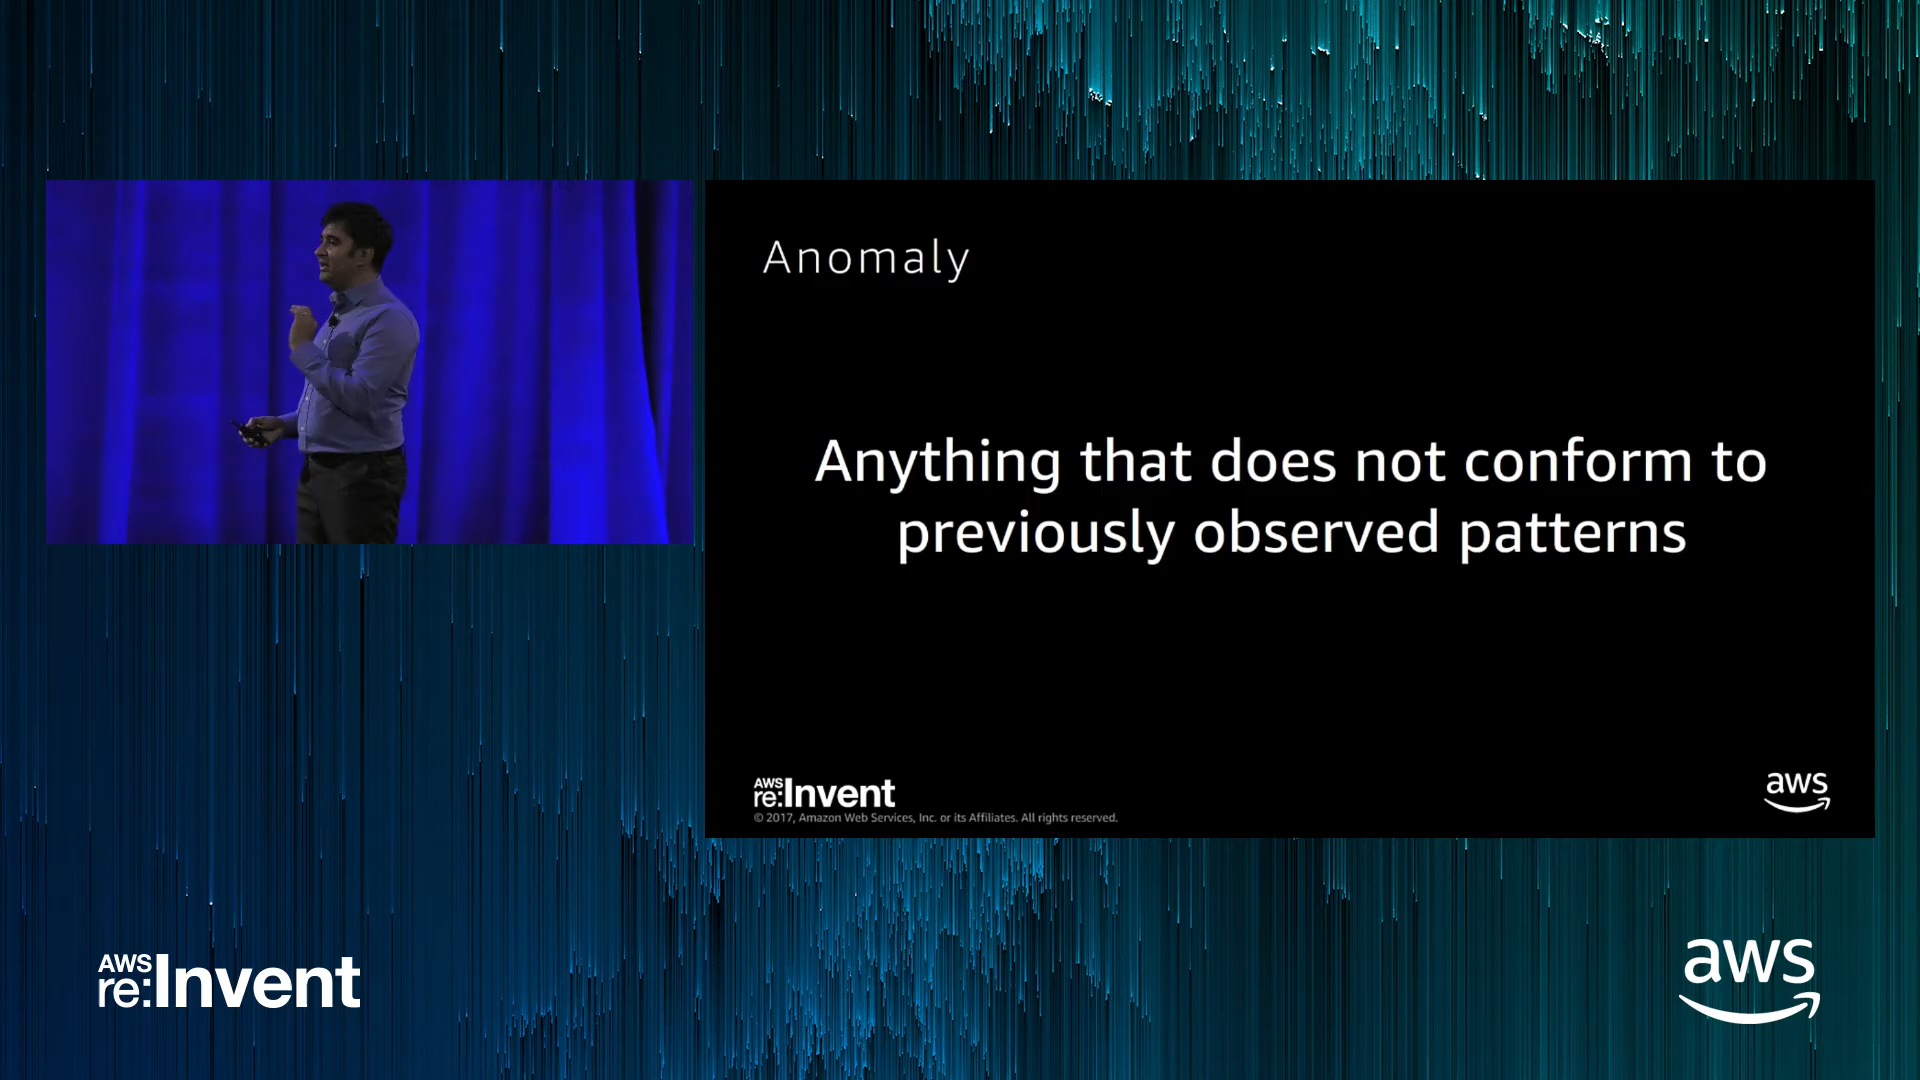 Anomaly
Anything that does not conform to
previously observed patterns
AWS
re:Invent
© 2017, Amazon Web Services, Inc. or its Affiliates. All rights reserved.
aws
AWS
re:Invent
aws